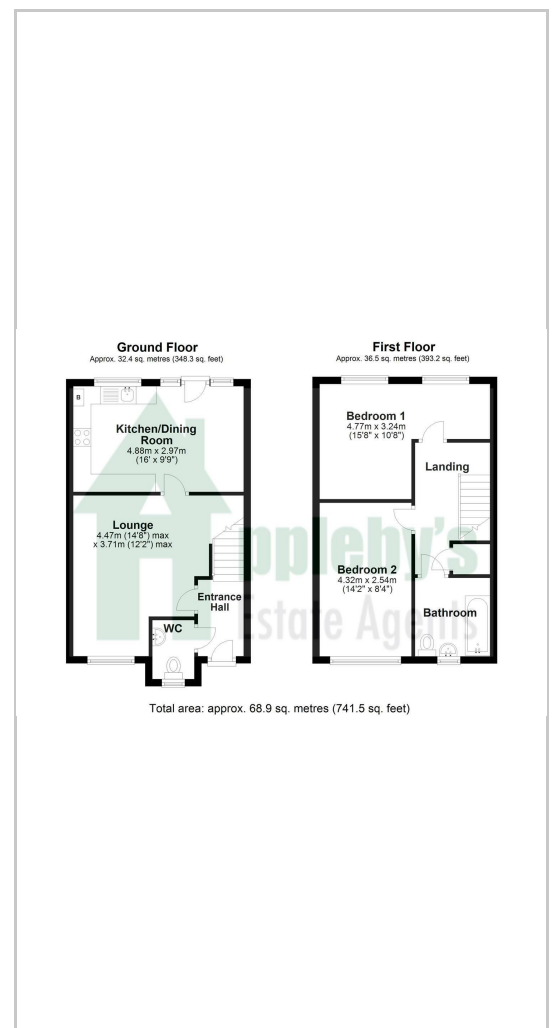 Ground Floor
Approx. 32.4 sq. metres (348.3 sq. feet)
B
Kitchen/Dining
Room
4.88m x 2.97m
(16' x 9'9")
Lounge
4.47m (14'8") max
x 3.71m (12'2") max
Entrance
Hall
WC
First Floor
Approx. 36.5 sq. metres (393.2 sq. feet)
Bedroom 1
4.77m x 3.24m
(15'8" x 10'8")
Landing
Bedroom 2
4.32m x 2.54m
(14'2" x 8'4")
Bathroom
ppleby's
Estate Agents
Total area: approx. 68.9 sq. metres (741.5 sq. feet)